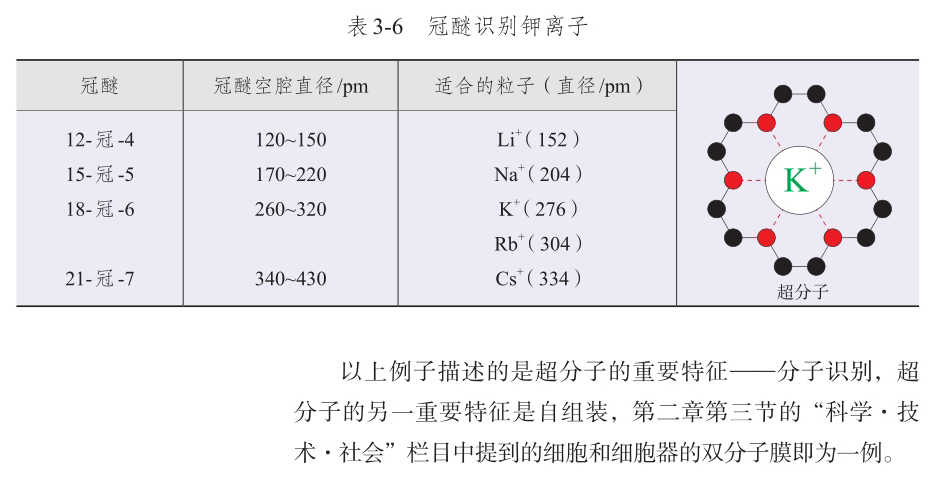 表3-6 冠醚识别钾离子
冠醚 冠醚空腔直径/pm 适合的粒子（直径/pm）
12-冠-4 120~150 Li⁺（152）
15-冠-5 170~220 Na⁺（204）
18-冠-6 260~320 K⁺（276）
Rb⁺（304）
21-冠-7 340~430 Cs⁺（334）
K⁺
超分子
以上例子描述的是超分子的重要特征——分子识别，超
分子的另一重要特征是自组装，第二章第三节的“科学·技
术·社会”栏目中提到的细胞和细胞器的双分子膜即为一例。